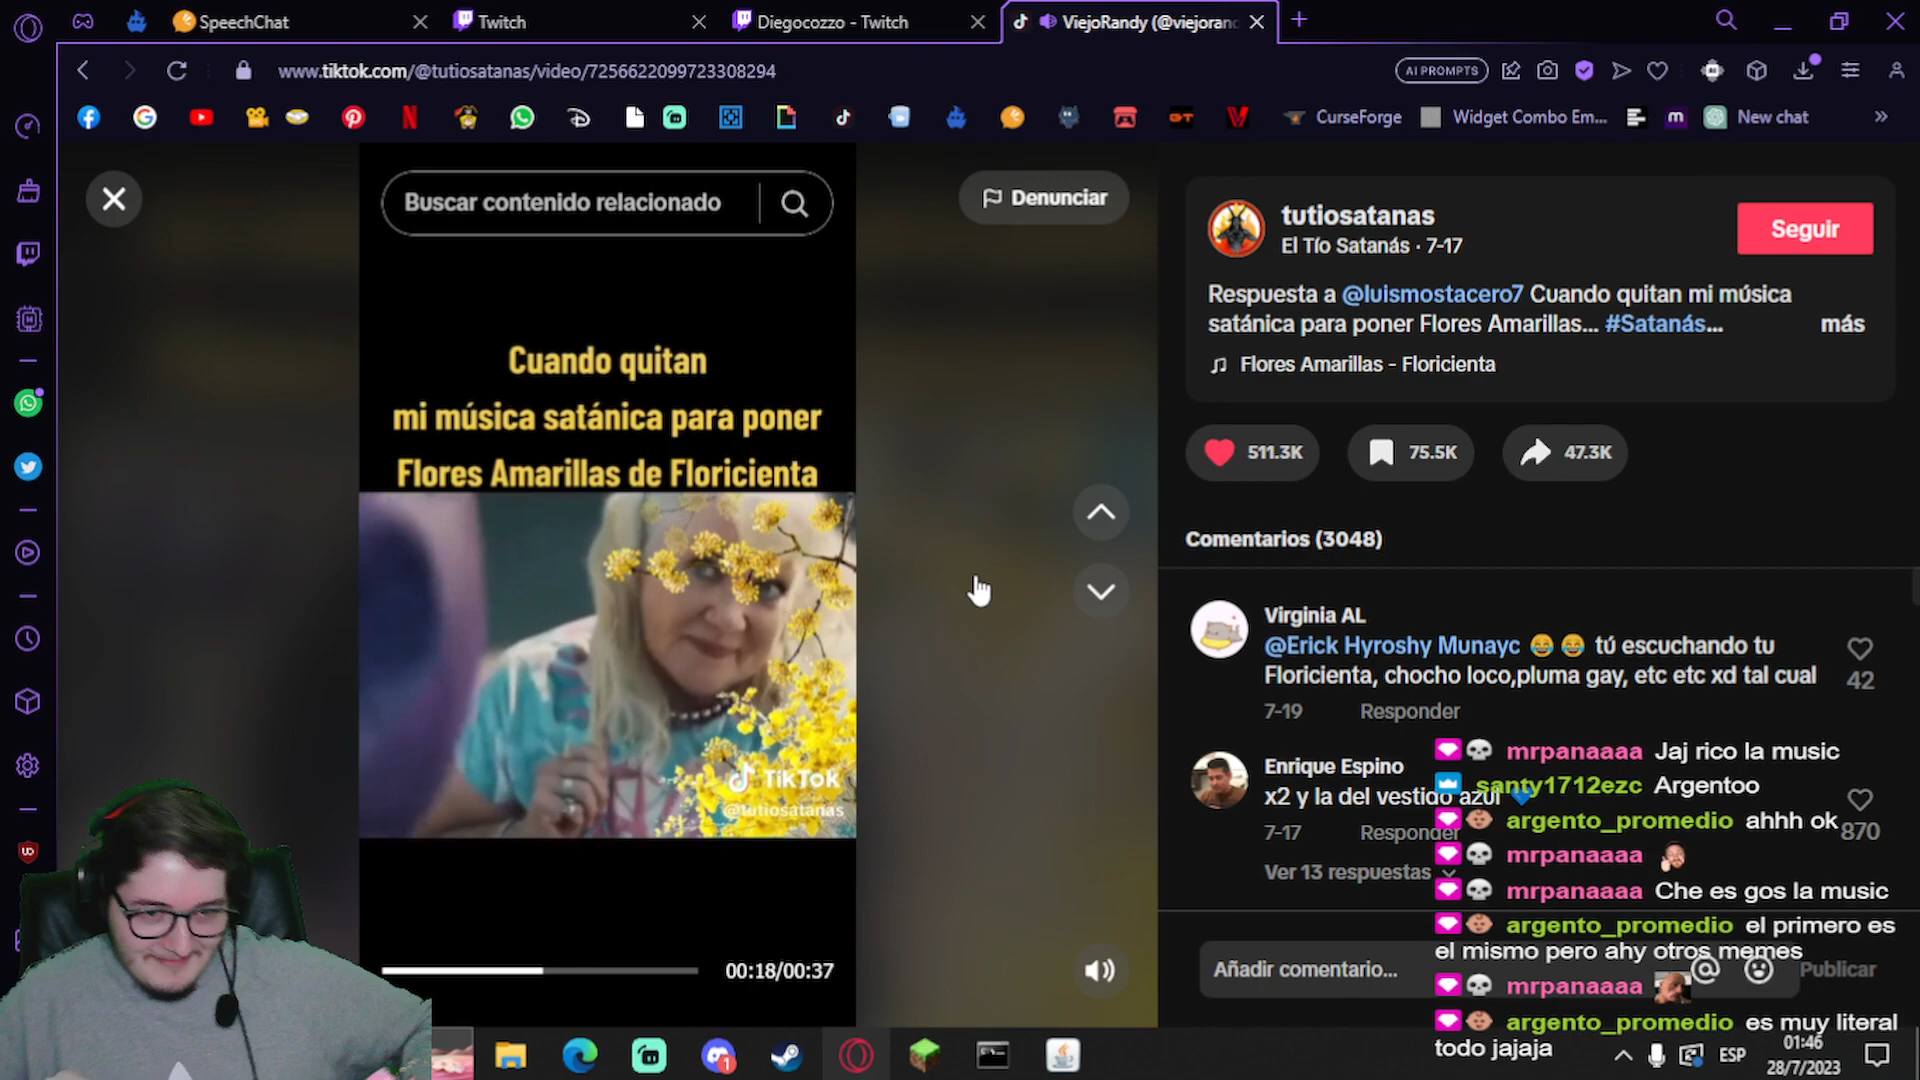 SpeechChat
Twitch
Diegocozzo - Twitch
ViejoRandy (@viejoran
www.tiktok.com/@tutiosatanas/video/7256622099723308294
AI PROMPTS
CurseForge
Widget Combo Em...
New chat
Buscar contenido relacionado
Denunciar
Cuando quitan
mi música satánica para poner
Flores Amarillas de Floricienta
TikTok
@tutiosatanas
00:18/00:37
tutiosatanas
El Tío Satanás · 7-17
Seguir
Respuesta a @luismostacero7 Cuando quitan mi música
satánica para poner Flores Amarillas... #Satanás...
más
Flores Amarillas - Floricienta
511.3K
75.5K
47.3K
Comentarios (3048)
Virginia AL
@Erick Hyroshy Munayc 😂 😂 tú escuchando tu
Floricienta, chocho loco,pluma gay, etc etc xd tal cual
42
7-19 Responder
Enrique Espino
x2 y la del vestido azul
870
7-17 Responder
Ver 13 respuestas
Añadir comentario...
Publicar
mrpanaaaa Jaj rico la music
santy1712ezc Argentoo
argento_promedio ahhh ok
mrpanaaaa
mrpanaaaa Che es gos la music
argento_promedio el primero es
el mismo pero ahy otros memes
mrpanaaaa
argento_promedio es muy literal
todo jajaja
ESP
01:46
28/7/2023